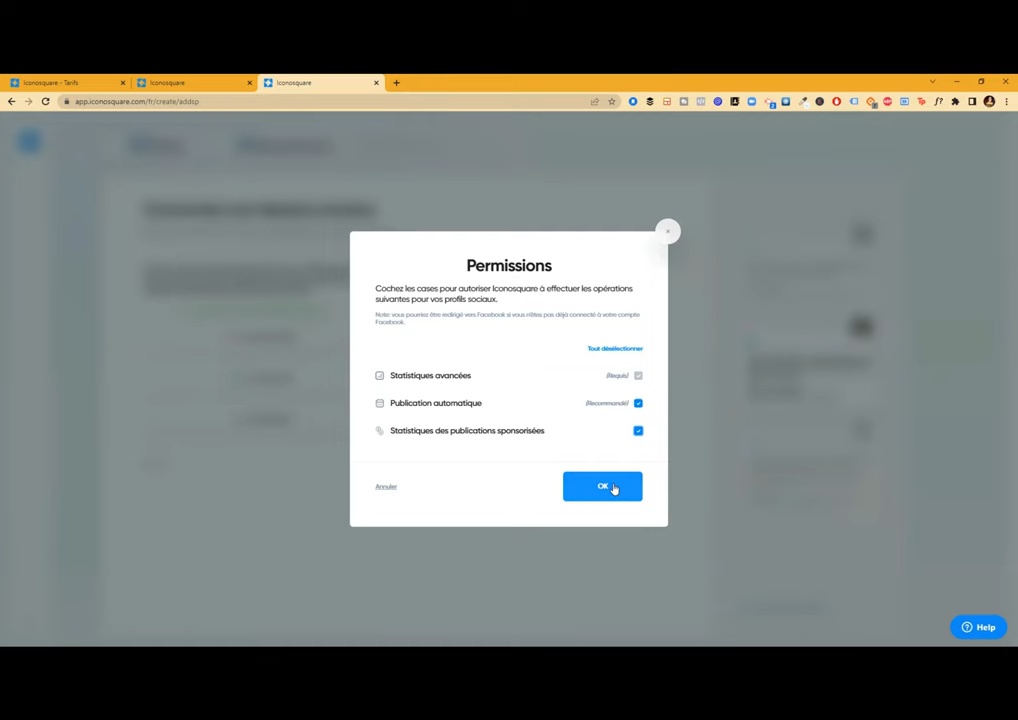 Iconosquare - Tarifs
Iconosquare
Iconosquare
app.iconosquare.com/fr/create/addsp
Permissions
Cochez les cases pour autoriser Iconosquare à effectuer les opérations
suivantes pour vos profils sociaux.
Note: vous pourriez être redirigé vers Facebook si vous n'êtes pas déjà connecté à votre compte
Facebook.
Tout désélectionner
Statistiques avancées (Requis)
Publication automatique (Recommandé)
Statistiques des publications sponsorisées
Annuler
OK
Help